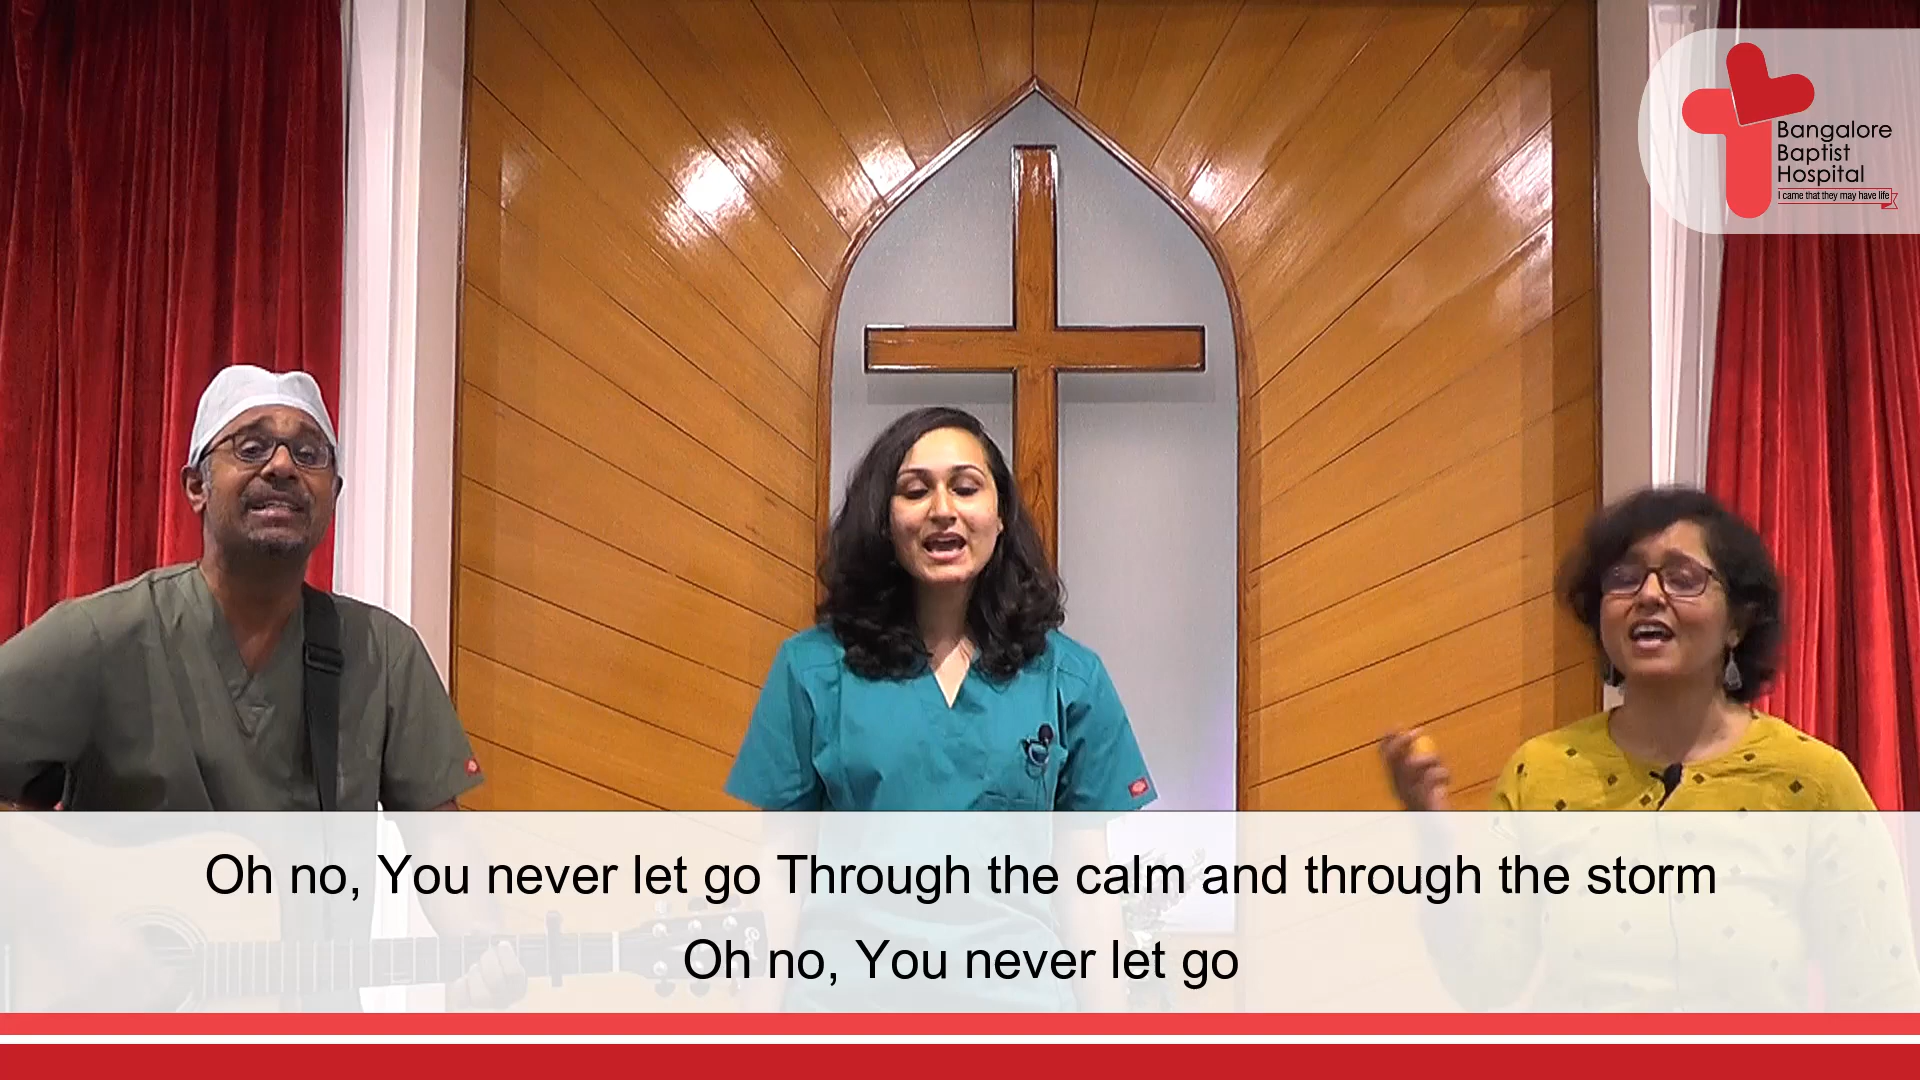 Bangalore
Baptist
Hospital
I came that they may have life
Oh no, You never let go Through the calm and through the storm
Oh no, You never let go